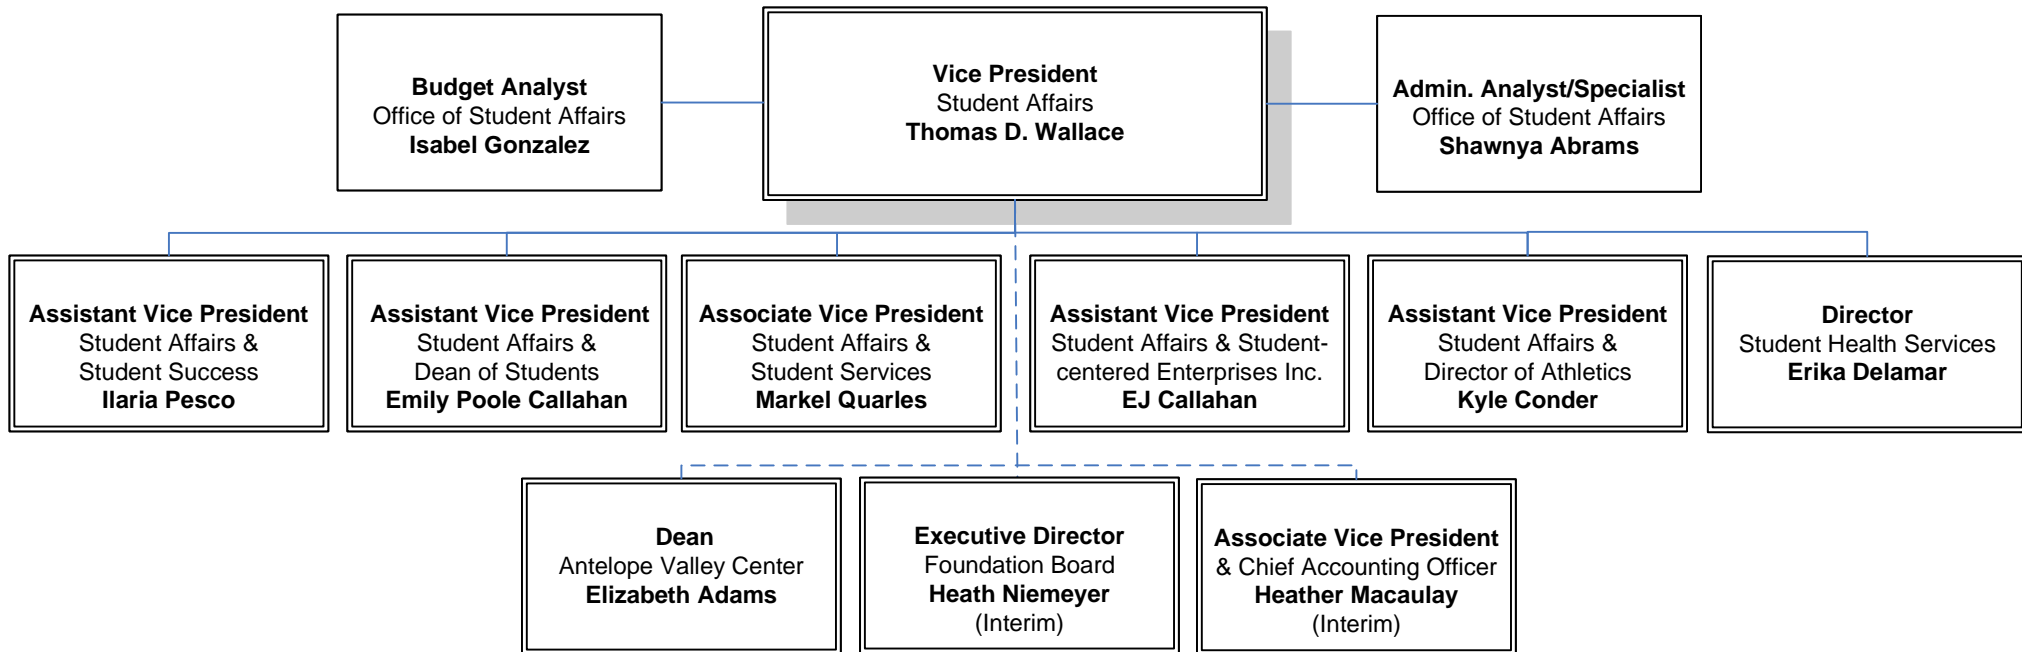 Budget Analyst
Office of Student Affairs
Isabel Gonzalez
Vice President
Student Affairs
Thomas D. Wallace
Admin. Analyst/Specialist
Office of Student Affairs
Shawnya Abrams
Assistant Vice President
Student Affairs &
Student Success
Ilaria Pesco
Assistant Vice President
Student Affairs &
Dean of Students
Emily Poole Callahan
Associate Vice President
Student Affairs &
Student Services
Markel Quarles
Assistant Vice President
Student Affairs & Student-
centered Enterprises Inc.
EJ Callahan
Assistant Vice President
Student Affairs &
Director of Athletics
Kyle Conder
Director
Student Health Services
Erika Delamar
Dean
Antelope Valley Center
Elizabeth Adams
Executive Director
Foundation Board
Heath Niemeyer
(Interim)
Associate Vice President
& Chief Accounting Officer
Heather Macaulay
(Interim)